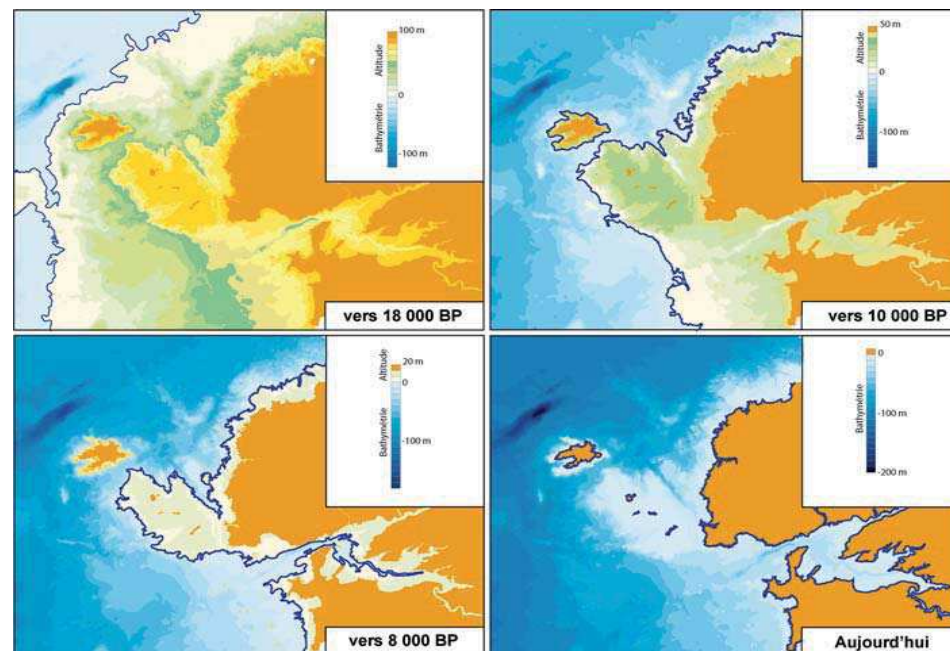 100 m
Altitude
0
Bathymétrie
-100 m
vers 18 000 BP
50 m
Altitude
0
Bathymétrie
-100 m
vers 10 000 BP
20 m
Altitude
0
Bathymétrie
-100 m
vers 8 000 BP
0
Bathymétrie
-100 m
-200 m
Aujourd'hui